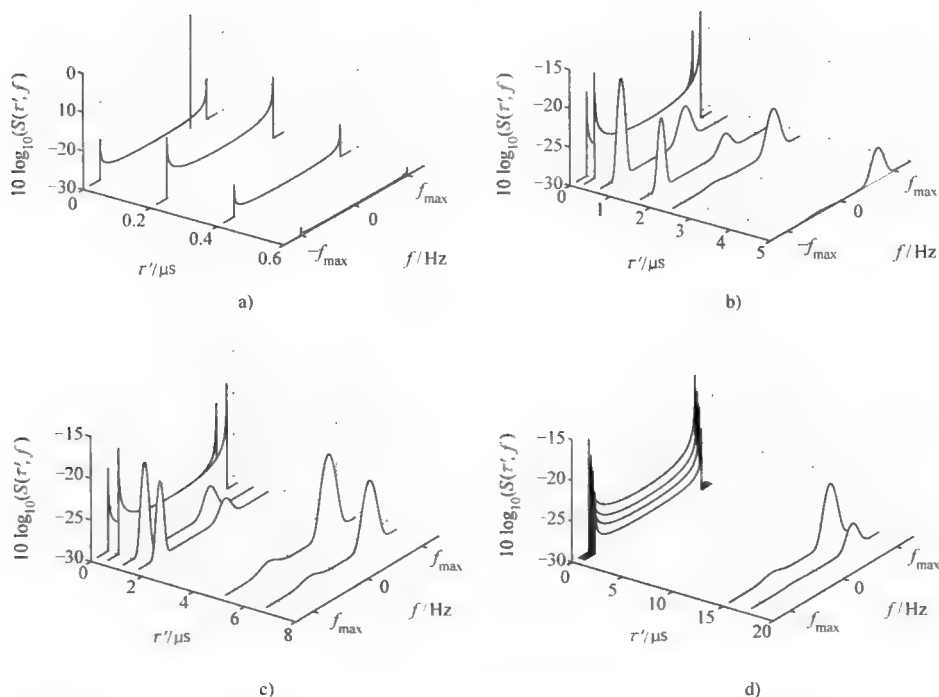 a)
10 log10(S(τ′,f)
0
10
−20
−30
0
0.2
0.4
0.6
τ′/μs
−fmax
0
fmax
f/Hz
b)
10 log10(S(τ′,f)
−15
−20
−25
−30
0
1
2
3
4
5
τ′/μs
−fmax
0
fmax
f/Hz
c)
10 log10(S(τ′,f)
−15
−20
−25
−30
0
2
4
6
8
τ′/μs
fmax
0
fmax
f/Hz
d)
10 log10(S(τ′,f)
−15
−20
−25
−30
0
5
10
15
20
τ′/μs
fmax
0
fmax
f/Hz